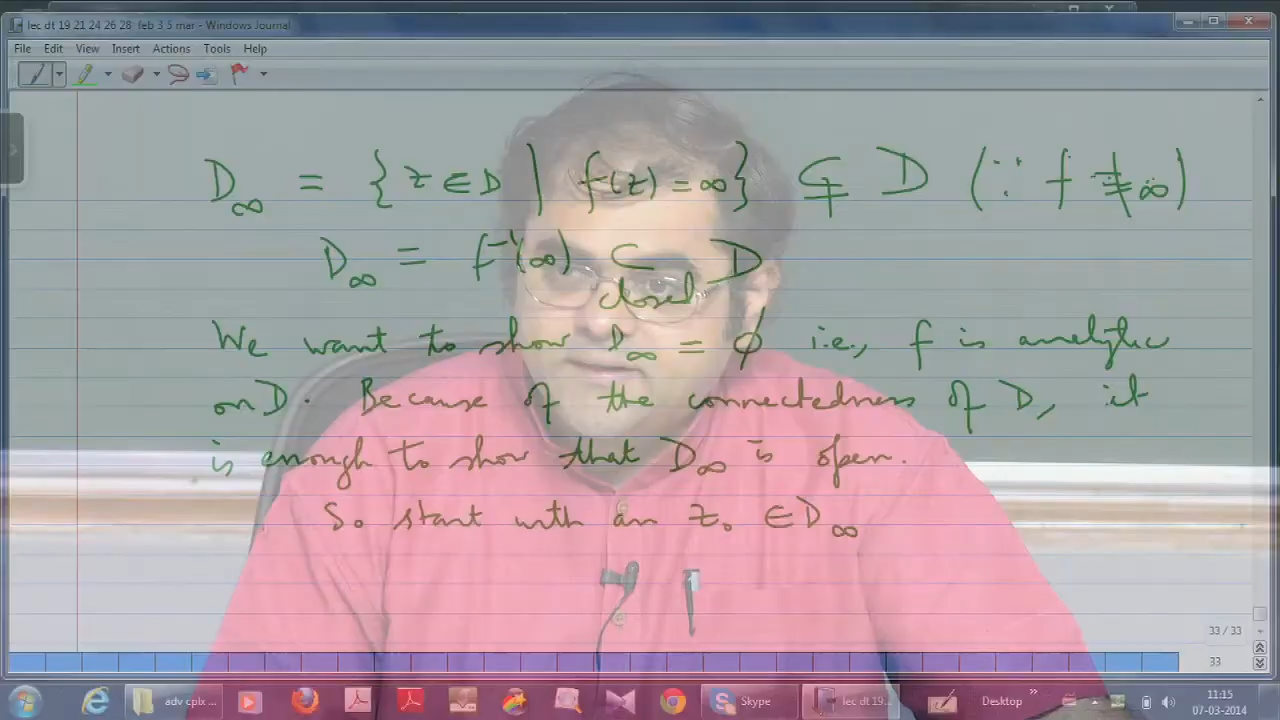 lec dt 19 21 24 26 28 feb 3 5 mar - Windows Journal
File Edit View Insert Actions Tools Help
D∞ = {z ∈ D | f(z) = ∞} ⊊ D (∵ f ≢ ∞)
D∞ = f⁻¹(∞) ⊂ D
closed
We want to show D∞ = ϕ i.e., f is analytic
on D. Because of the connectedness of D, it
is enough to show that D∞ is open.
So start with an z₀ ∈ D∞
33 / 33
33
adv cplx ...
Skype
lec dt 19...
Desktop
»
11:15
07-03-2014